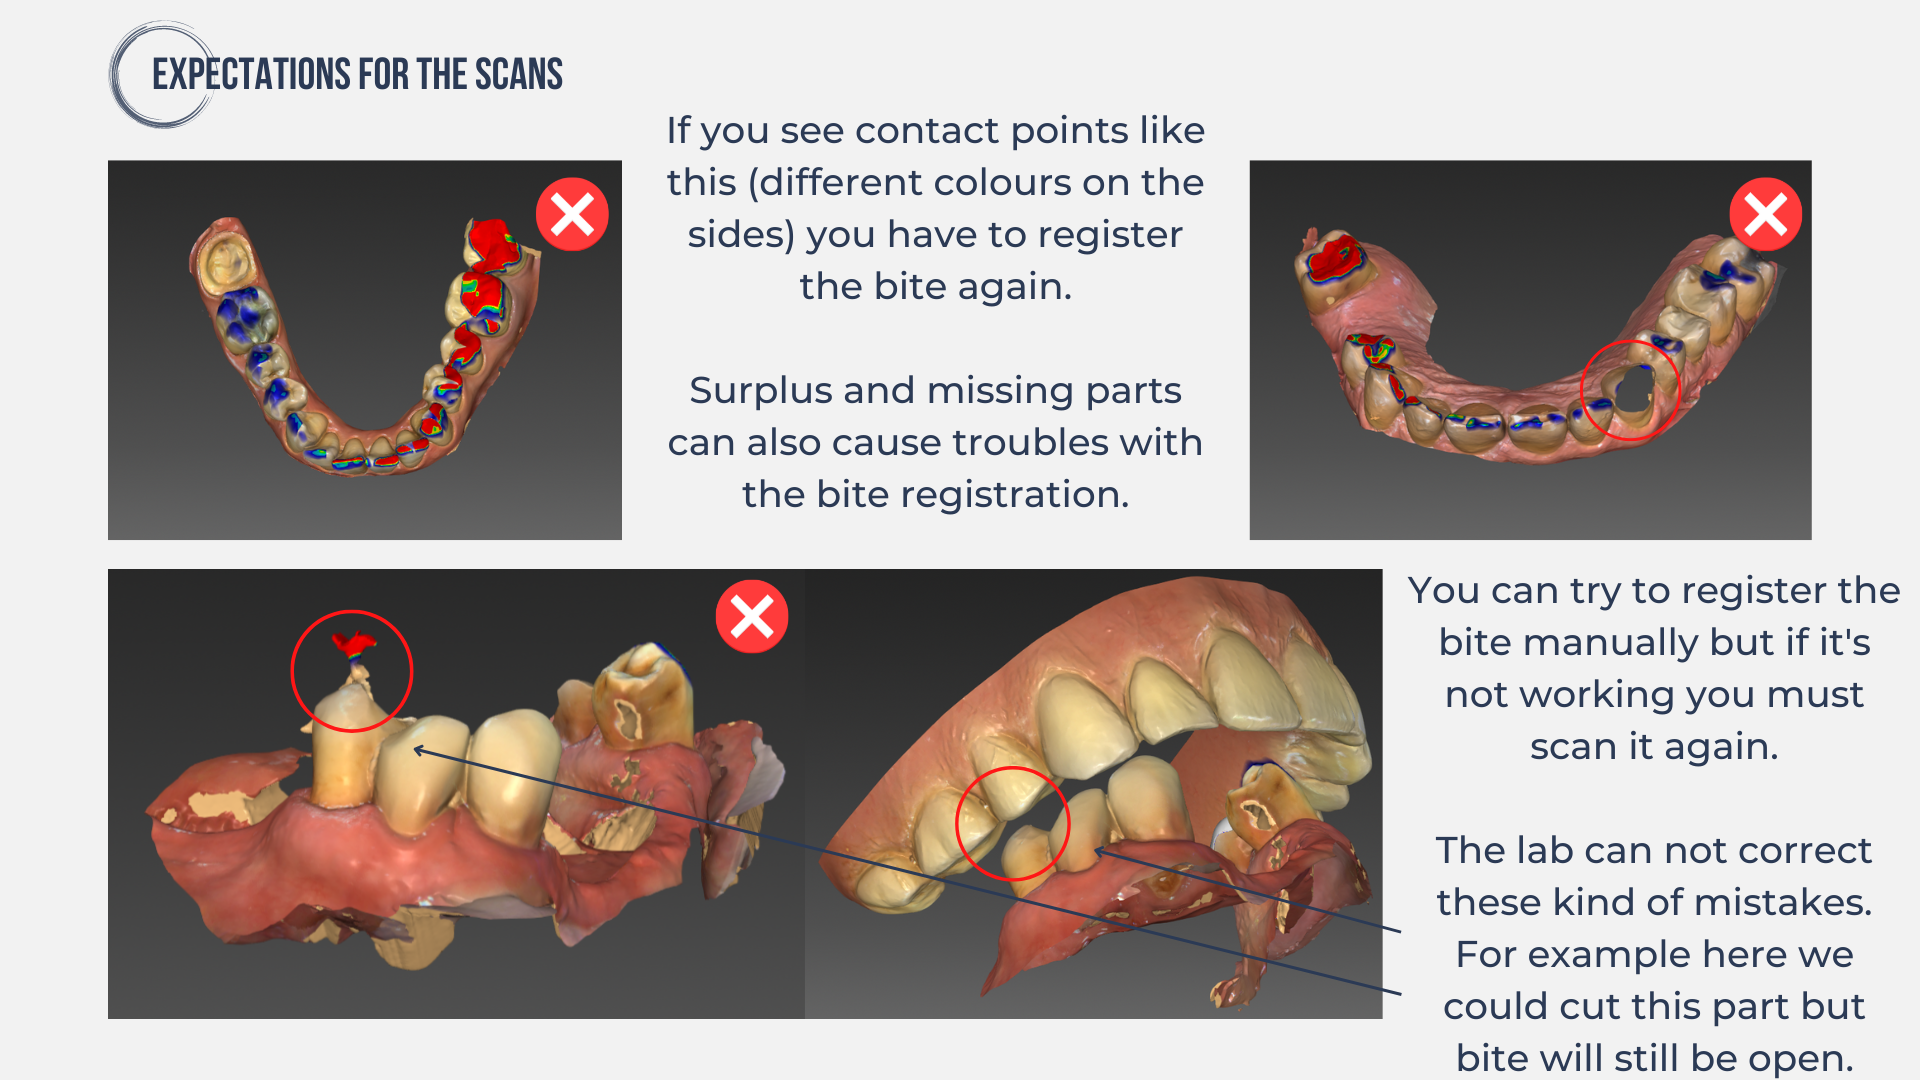 EXPECTATIONS FOR THE SCANS
If you see contact points like
this (different colours on the
sides) you have to register
the bite again.
Surplus and missing parts
can also cause troubles with
the bite registration.
You can try to register the
bite manually but if it's
not working you must
scan it again.
The lab can not correct
these kind of mistakes.
For example here we
could cut this part but
bite will still be open.